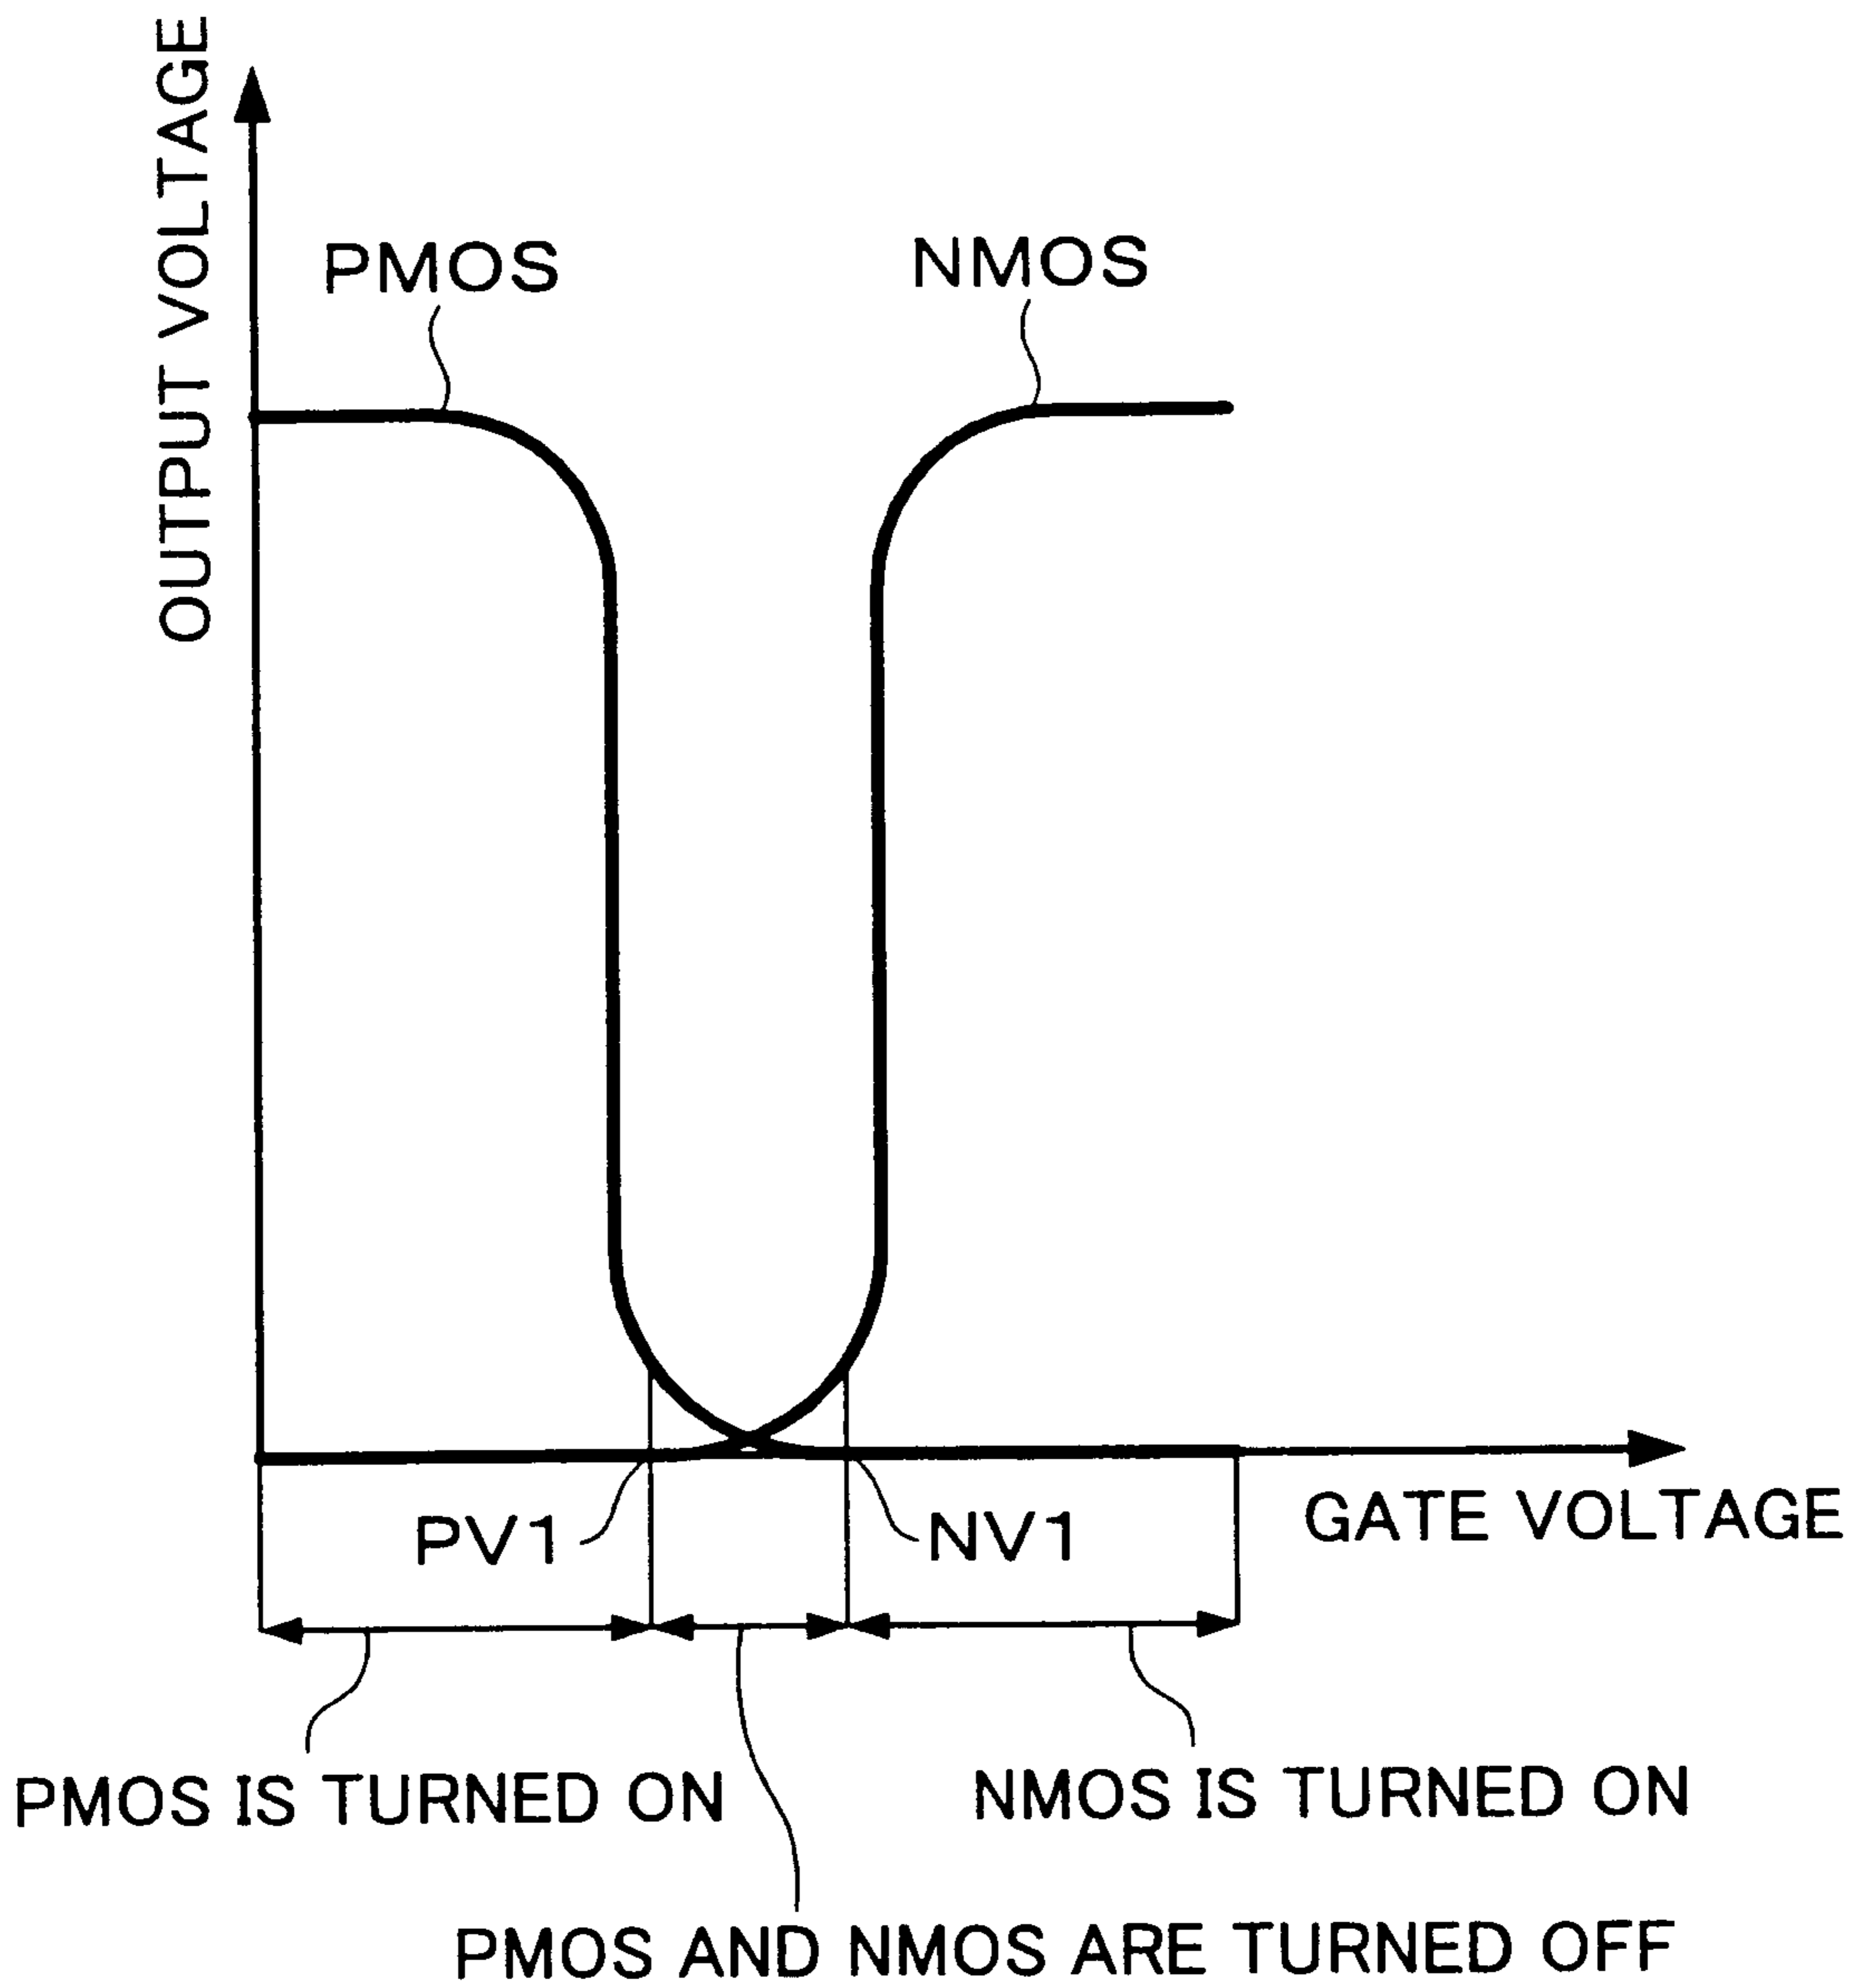 OUTPUT VOLTAGE
PMOS
NMOS
PV1
NV1
GATE VOLTAGE
PMOS IS TURNED ON
NMOS IS TURNED ON
PMOS AND NMOS ARE TURNED OFF